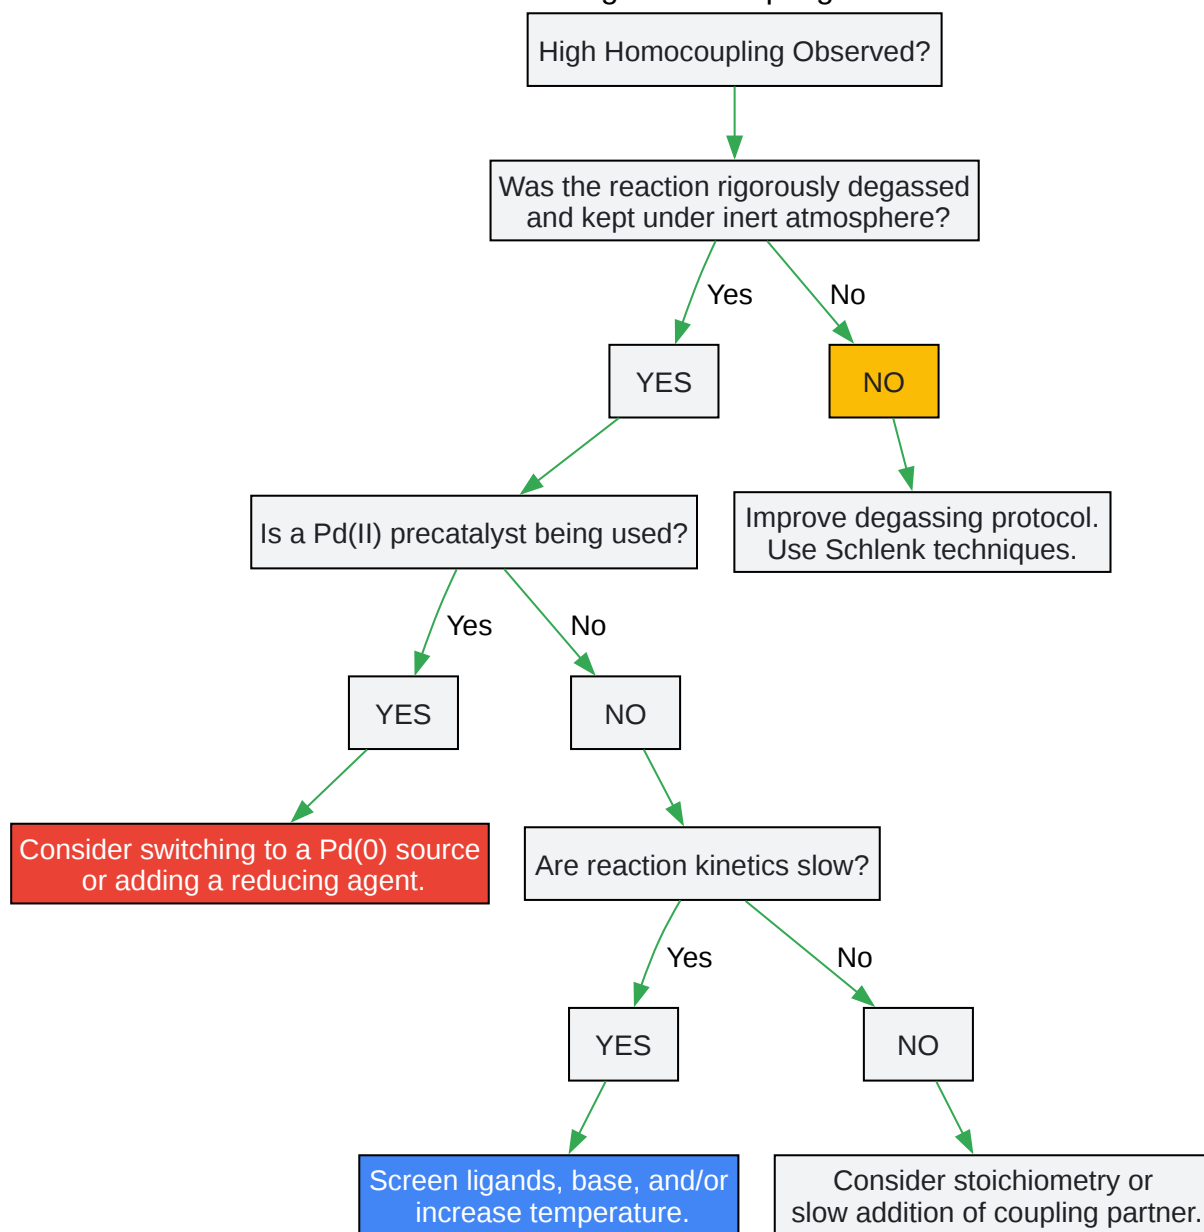 High Homocoupling Observed?
Was the reaction rigorously degassed
and kept under inert atmosphere?
Yes
No
YES
NO
Is a Pd(II) precatalyst being used?
Improve degassing protocol.
Use Schlenk techniques.
Yes
No
YES
NO
Consider switching to a Pd(0) source
or adding a reducing agent.
Are reaction kinetics slow?
Yes
No
YES
NO
Screen ligands, base, and/or
increase temperature.
Consider stoichiometry or
slow addition of coupling partner.